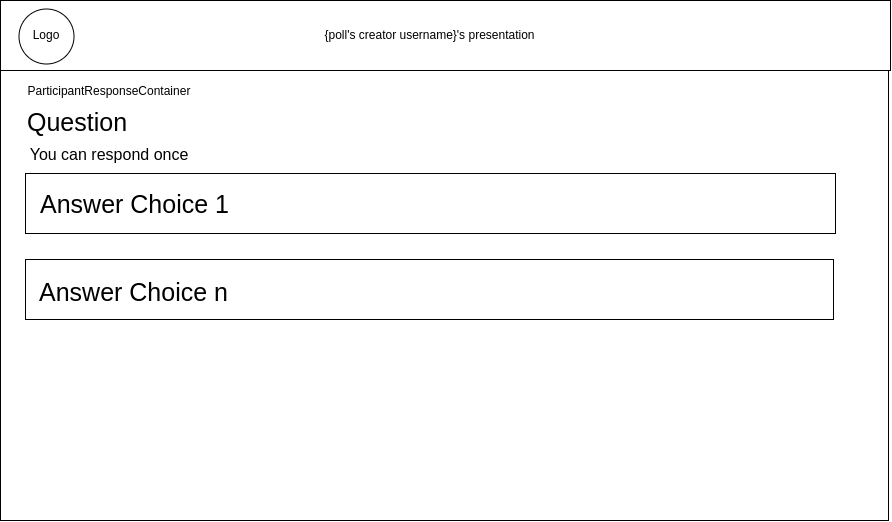 Logo
{poll's creator username}'s presentation
ParticipantResponseContainer
Question
You can respond once
Answer Choice 1
Answer Choice n